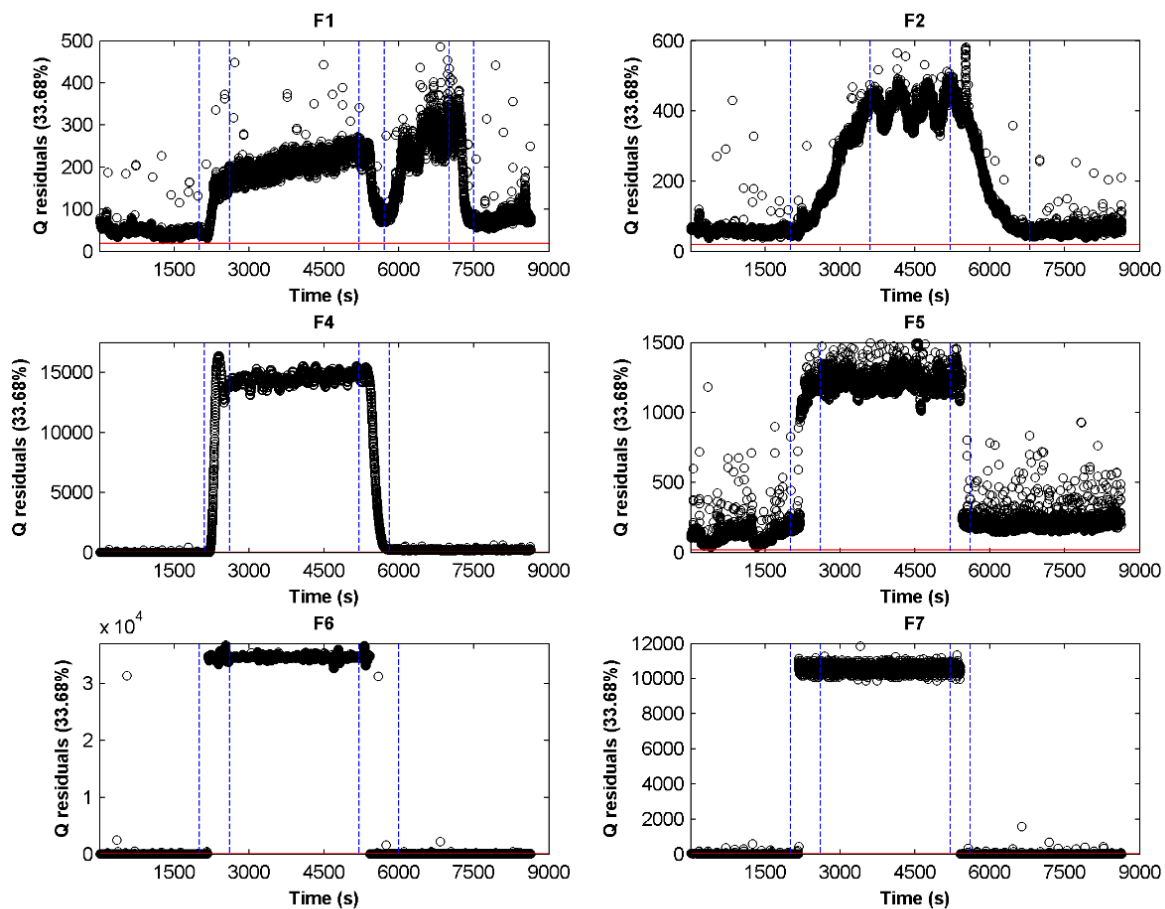 F1
Q residuals (33.68%)
500
400
300
200
100
0
1500 3000 4500 6000 7500 9000
Time (s)
F2
Q residuals (33.68%)
600
400
200
0
1500 3000 4500 6000 7500 9000
Time (s)
F4
Q residuals (33.68%)
15000
10000
5000
0
1500 3000 4500 6000 7500 9000
Time (s)
F5
Q residuals (33.68%)
1500
1000
500
0
1500 3000 4500 6000 7500 9000
Time (s)
F6
x 10^4
Q residuals (33.68%)
3
2
1
0
1500 3000 4500 6000 7500 9000
Time (s)
F7
Q residuals (33.68%)
12000
10000
8000
6000
4000
2000
0
1500 3000 4500 6000 7500 9000
Time (s)